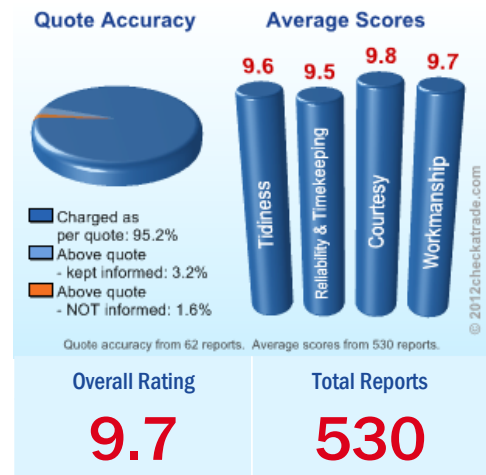 Quote Accuracy
Average Scores
9.6
9.5
9.8
9.7
Tidiness
Reliability & Timekeeping
Courtesy
Workmanship
Charged as
per quote: 95.2%
Above quote
- kept informed: 3.2%
Above quote
- NOT informed: 1.6%
© 2012checkatrade.com
Quote accuracy from 62 reports. Average scores from 530 reports.
Overall Rating
9.7
Total Reports
530